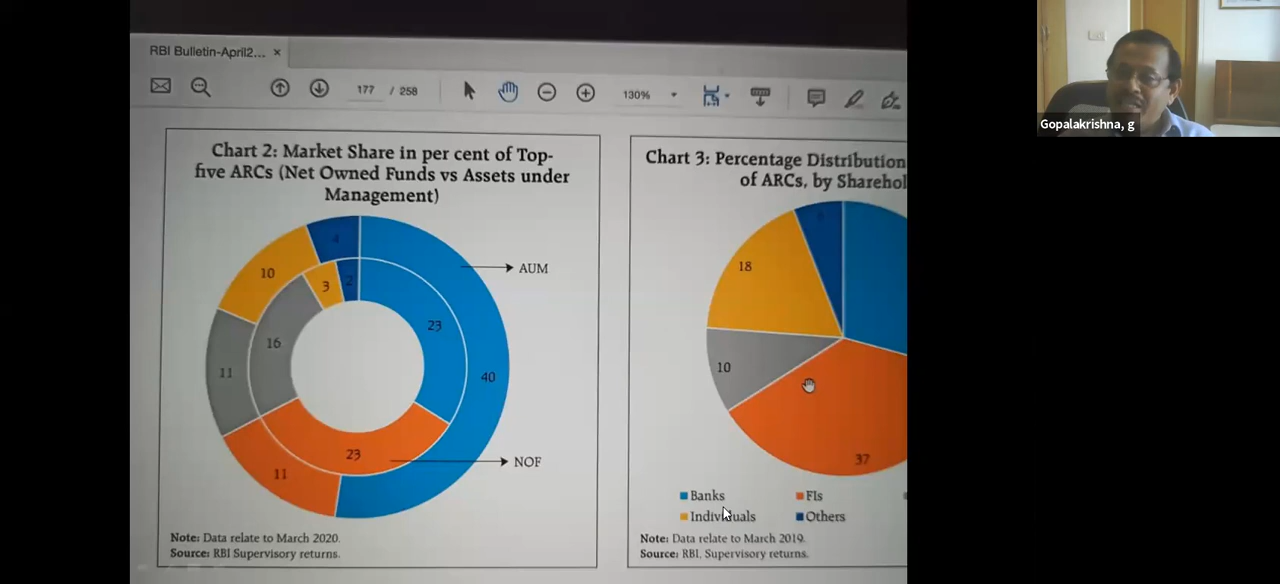 RBI Bulletin-April2... ×
177 / 258
130%
Chart 2: Market Share in per cent of Top-
five ARCs (Net Owned Funds vs Assets under
Management)
4
10
3
2
23
AUM
16
11
40
23
NOF
11
Note: Data relate to March 2020.
Source: RBI Supervisory returns.
Chart 3: Percentage Distribution
of ARCs, by Sharehol
18
10
37
Banks
FIs
Individuals
Others
Note: Data relate to March 2019.
Source: RBI, Supervisory returns.
Gopalakrishna, g